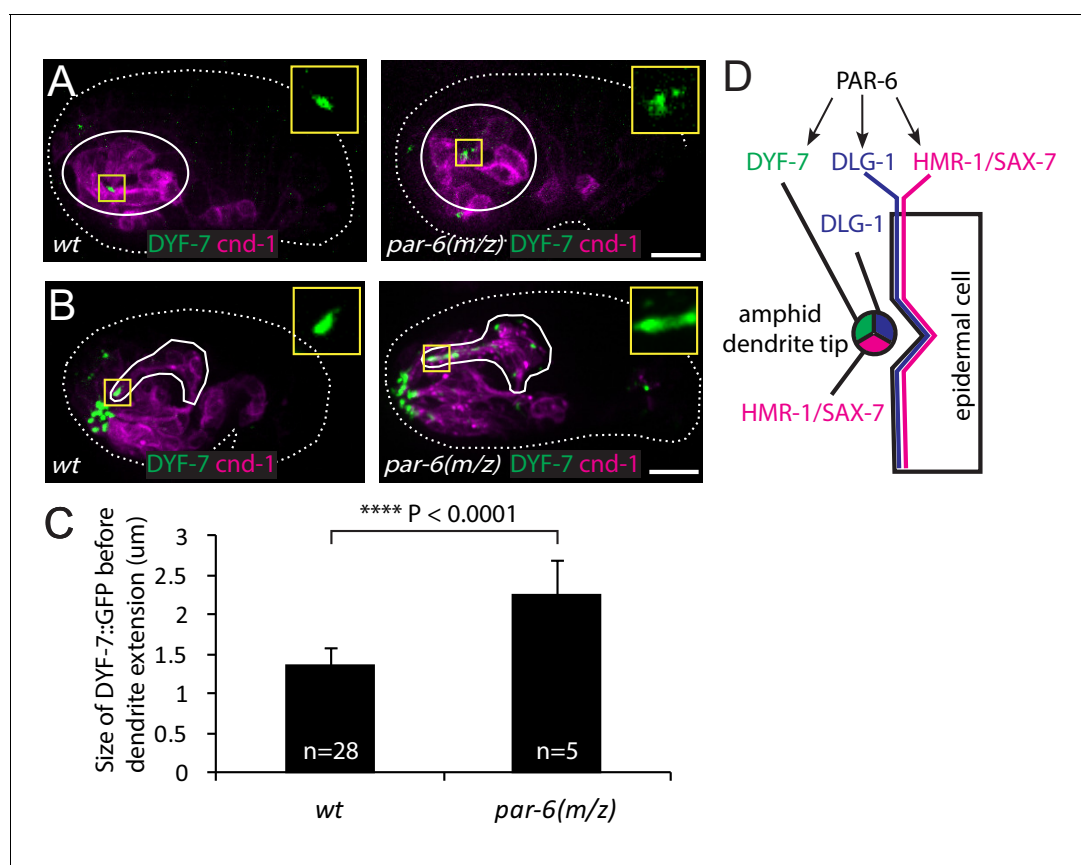 A
wt
DYF-7 cnd-1
par-6(m/z)
DYF-7 cnd-1
B
wt
DYF-7 cnd-1
par-6(m/z)
DYF-7 cnd-1
C
**** P < 0.0001
Size of DYF-7::GFP before
dendrite extension (um)
3
2.5
2
1.5
1
0.5
0
n=28
n=5
wt
par-6(m/z)
D
PAR-6
DYF-7
DLG-1
HMR-1/SAX-7
DLG-1
amphid
dendrite tip
HMR-1/SAX-7
epidermal cell